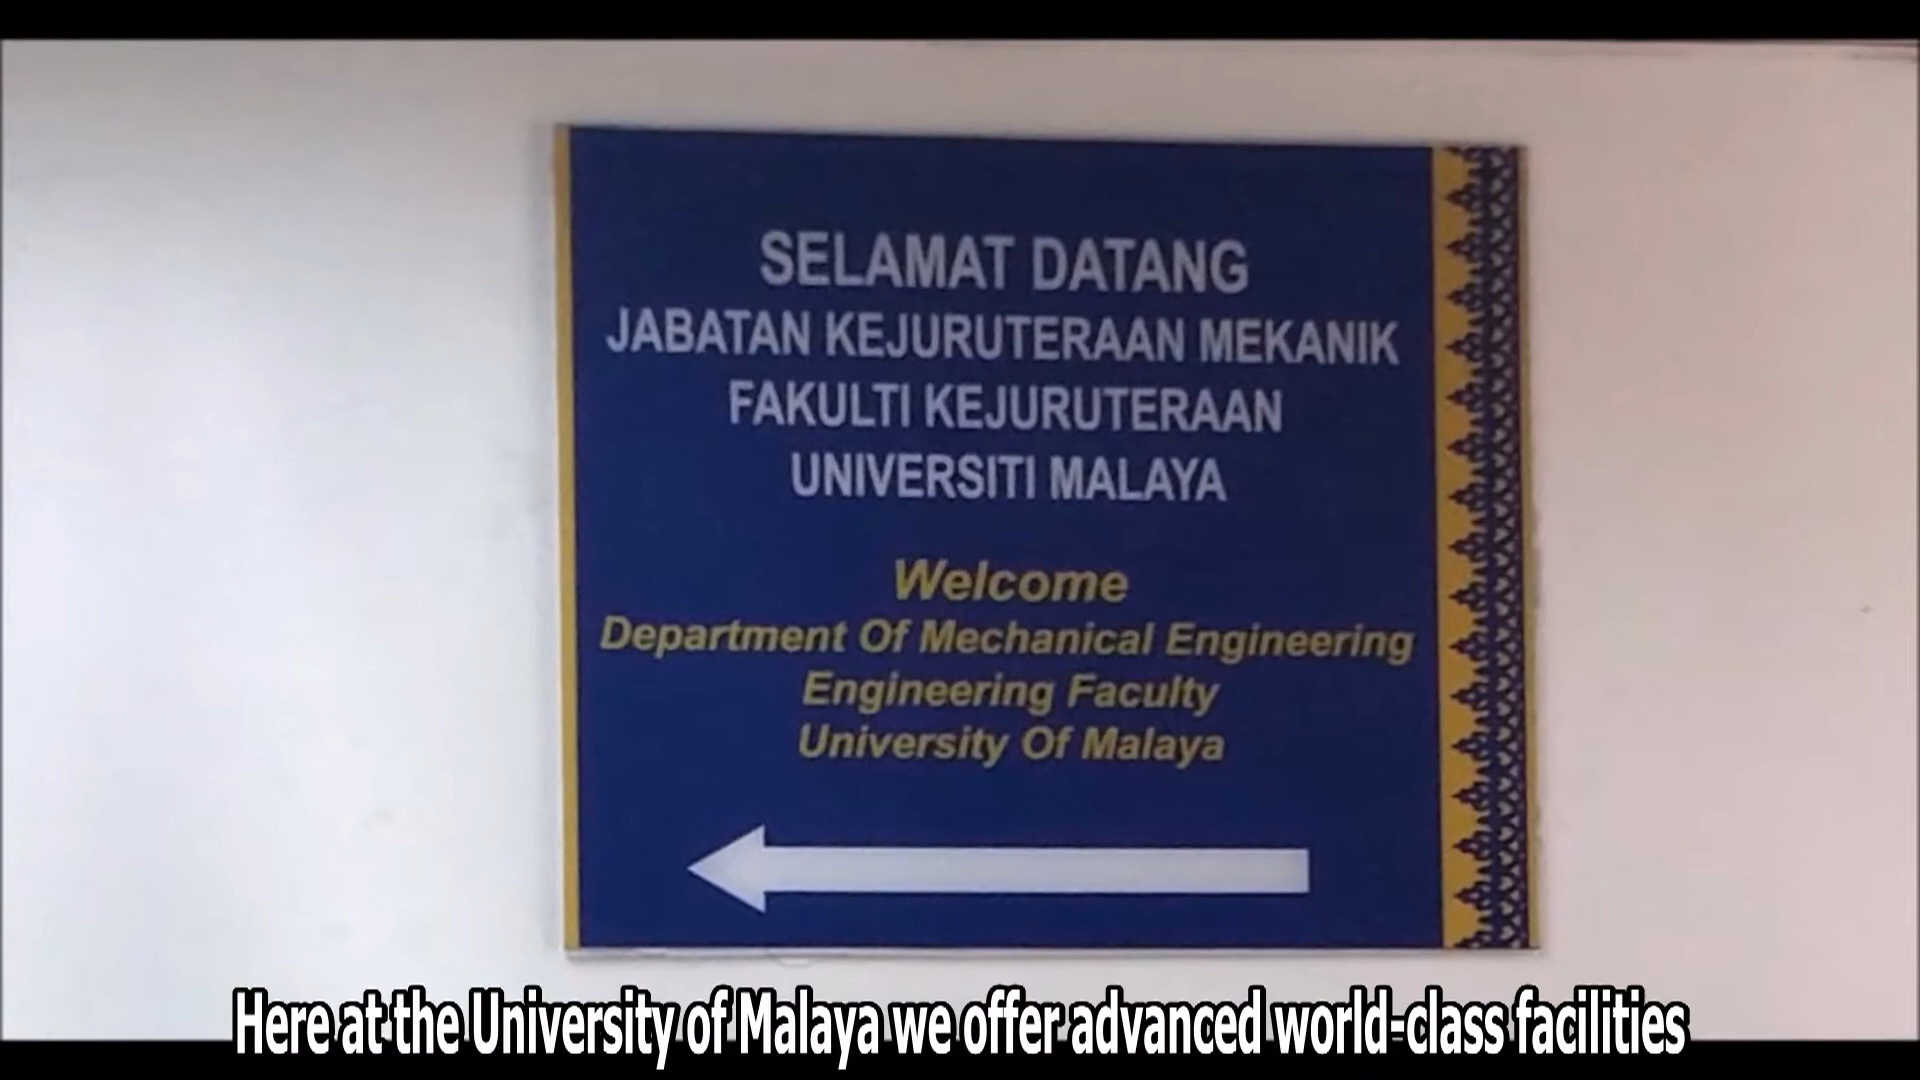 SELAMAT DATANG
JABATAN KEJURUTERAAN MEKANIK
FAKULTI KEJURUTERAAN
UNIVERSITI MALAYA
Welcome
Department Of Mechanical Engineering
Engineering Faculty
University Of Malaya
Here at the University of Malaya we offer advanced world-class facilities